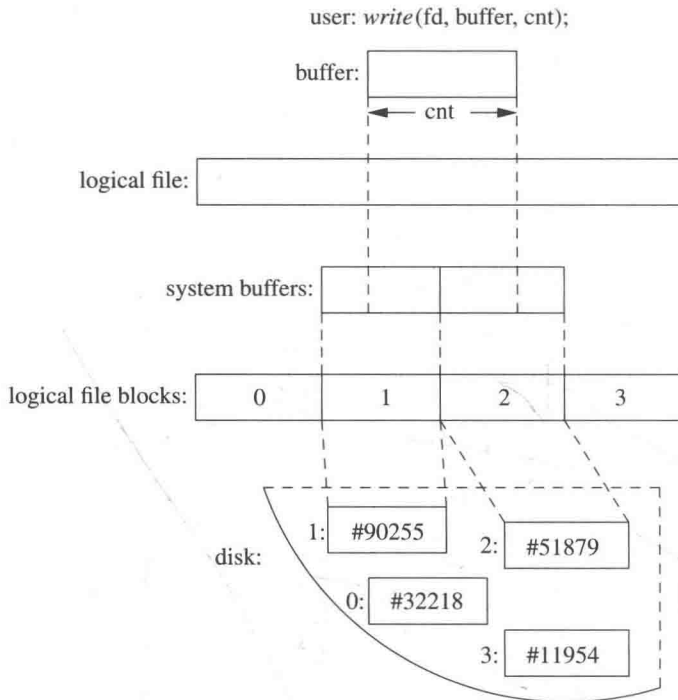 user: write(fd, buffer, cnt);
buffer:
cnt
logical file:
system buffers:
logical file blocks: 0 1 2 3
1: #90255
2: #51879
disk:
0: #32218
3: #11954